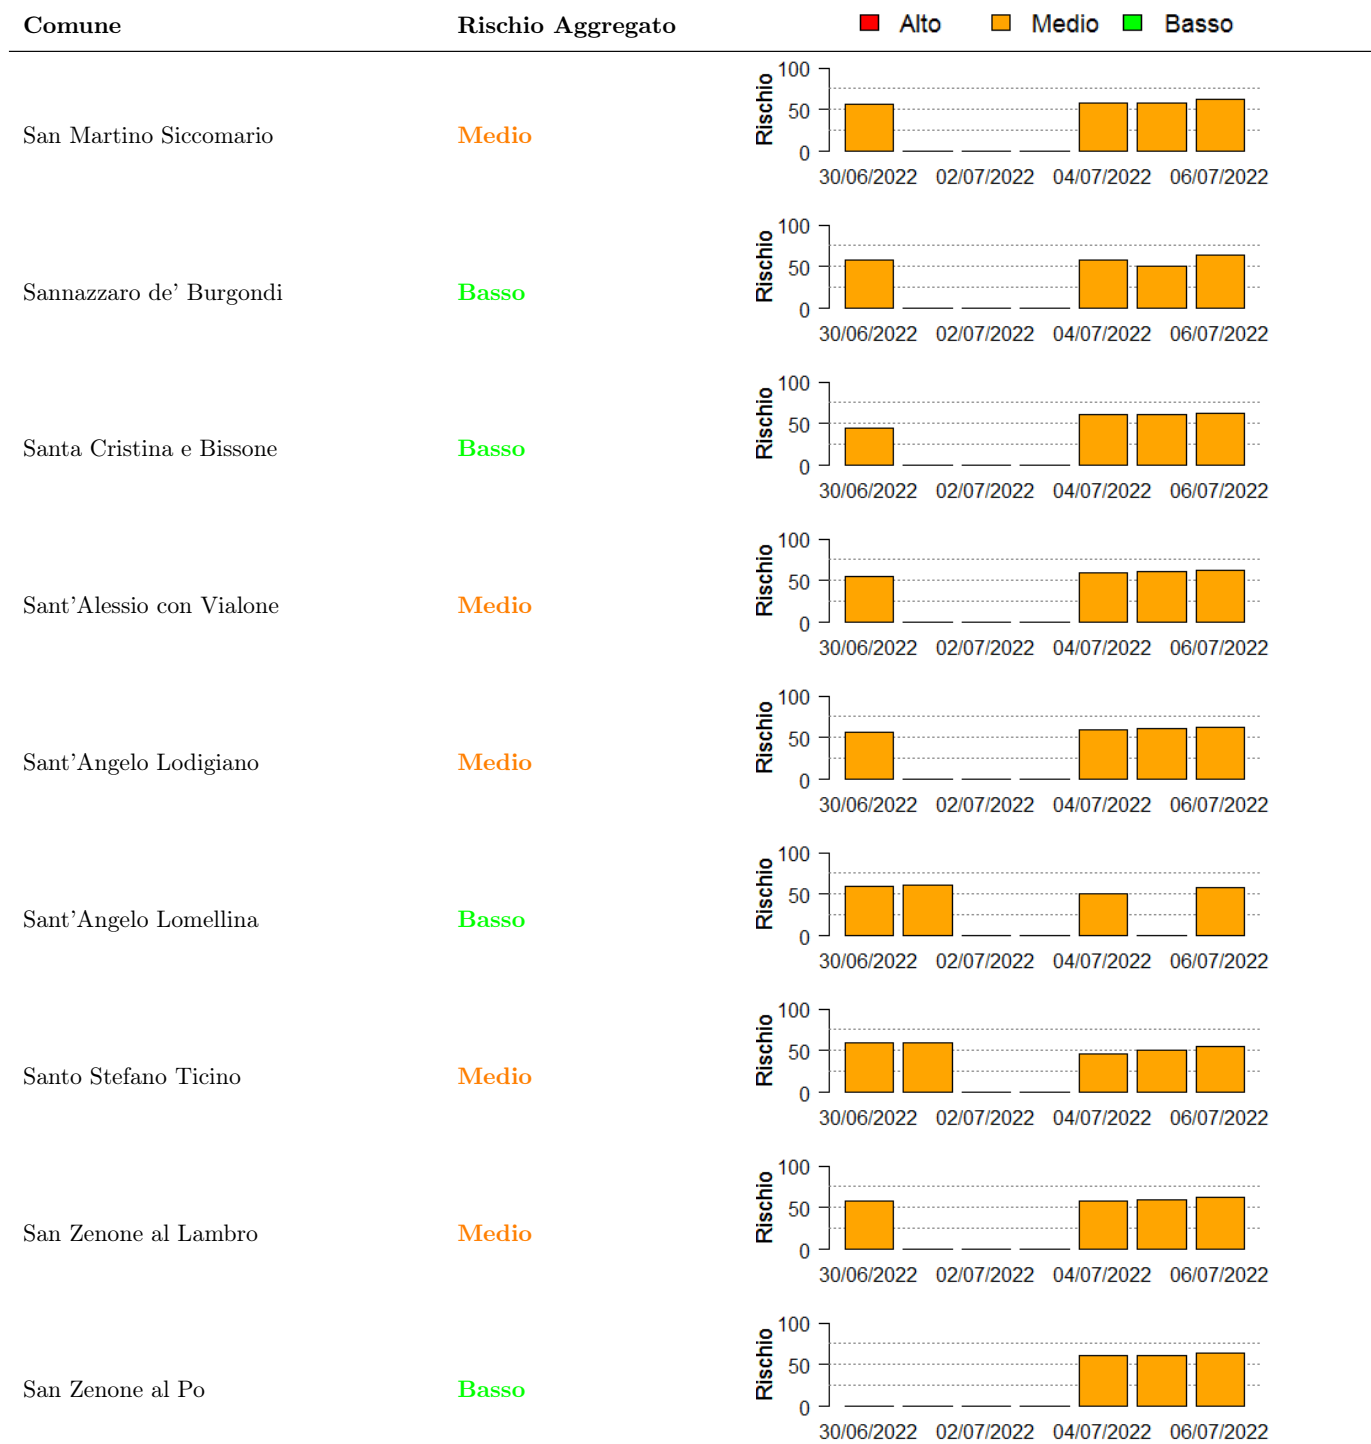 Comune Rischio Aggregato Alto Medio Basso
San Martino Siccomario Medio
Rischio
100
50
0
30/06/2022 02/07/2022 04/07/2022 06/07/2022
Sannazzaro de' Burgondi Basso
Rischio
100
50
0
30/06/2022 02/07/2022 04/07/2022 06/07/2022
Santa Cristina e Bissone Basso
Rischio
100
50
0
30/06/2022 02/07/2022 04/07/2022 06/07/2022
Sant'Alessio con Vialone Medio
Rischio
100
50
0
30/06/2022 02/07/2022 04/07/2022 06/07/2022
Sant'Angelo Lodigiano Medio
Rischio
100
50
0
30/06/2022 02/07/2022 04/07/2022 06/07/2022
Sant'Angelo Lomellina Basso
Rischio
100
50
0
30/06/2022 02/07/2022 04/07/2022 06/07/2022
Santo Stefano Ticino Medio
Rischio
100
50
0
30/06/2022 02/07/2022 04/07/2022 06/07/2022
San Zenone al Lambro Medio
Rischio
100
50
0
30/06/2022 02/07/2022 04/07/2022 06/07/2022
San Zenone al Po Basso
Rischio
100
50
0
30/06/2022 02/07/2022 04/07/2022 06/07/2022